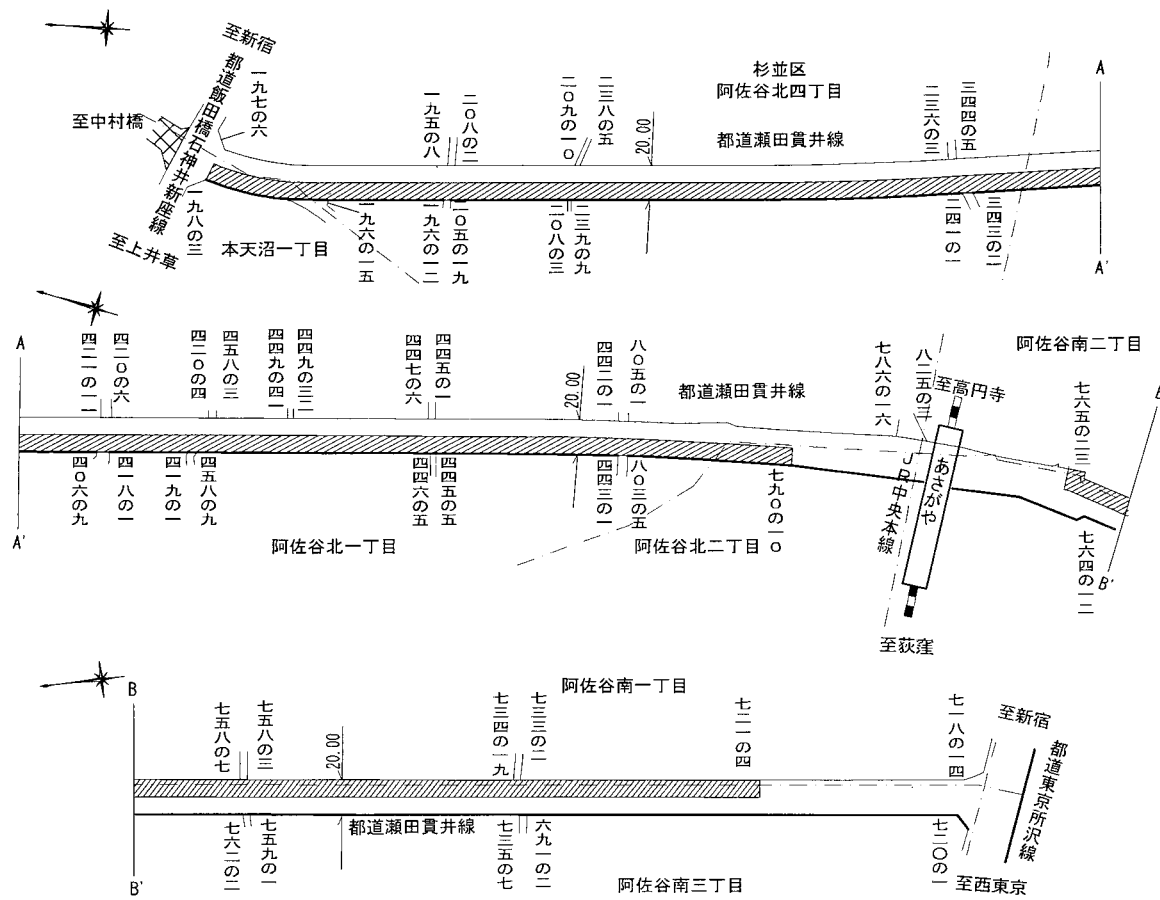 至新宿
都道飯田橋石神井新座線
至中村橋
至上井草
一九七の六
一九八の三
本天沼一丁目
一九六の一五
一九五の八
二〇八の二
一九六の一二
二〇五の一九
二〇九の一〇
二三八の五
二〇八の三
二三九の九
20.00
杉並区
阿佐谷北四丁目
都道瀬田貫井線
二三六の三
三四四の五
二四一の一
三四三の二
A
A'
A
A'
四二一の一一
四二〇の六
四二〇の四
四五八の三
四四九の四一
四四九の三二
四四七の六
四四五の一
20.00
四四二の一
八〇五の一
都道瀬田貫井線
七八六の一六
八二五の三
至高円寺
阿佐谷南二丁目
七六五の二三
B
四〇六の九
四一八の一
四一九の一
四五八の九
四四六の五
四四五の五
四四三の一
八〇三の五
七九〇の一〇
JR中央本線
あさがや
七六四の一二
B'
阿佐谷北一丁目
阿佐谷北二丁目
至荻窪
B
B'
阿佐谷南一丁目
七五八の七
七五八の三
20.00
七三四の一九
七三三の二
七二一の四
七一八の一四
至新宿
都道東京所沢線
七六二の二
七五九の一
都道瀬田貫井線
七三五の七
六九一の二
阿佐谷南三丁目
七二〇の一
至西東京